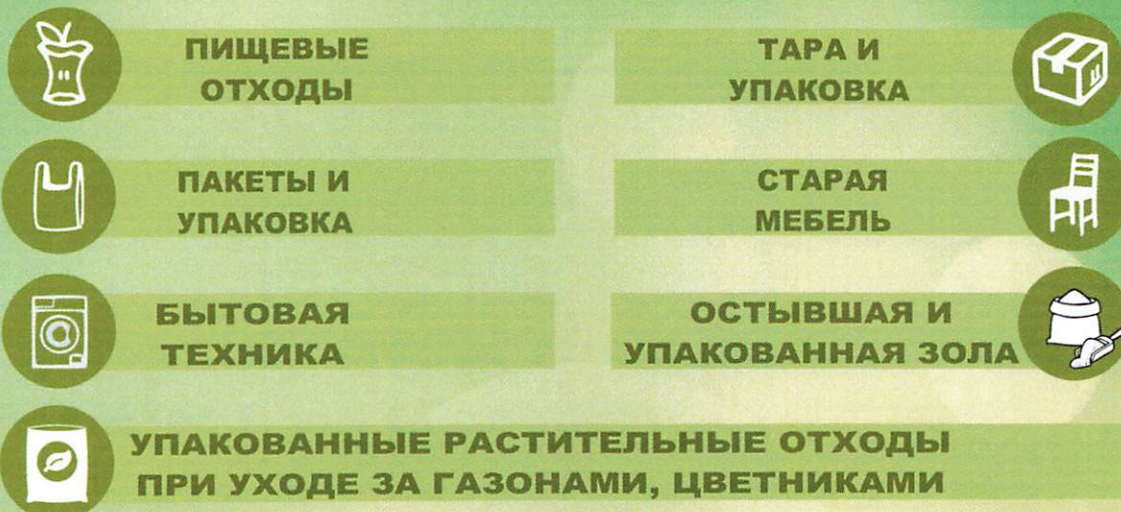 ПИЩЕВЫЕ
ОТХОДЫ
ТАРА И
УПАКОВКА
ПАКЕТЫ И
УПАКОВКА
СТАРАЯ
МЕБЕЛЬ
БЫТОВАЯ
ТЕХНИКА
ОСТЫВШАЯ И
УПАКОВАННАЯ ЗОЛА
УПАКОВАННЫЕ РАСТИТЕЛЬНЫЕ ОТХОДЫ
ПРИ УХОДЕ ЗА ГАЗОНАМИ, ЦВЕТНИКАМИ